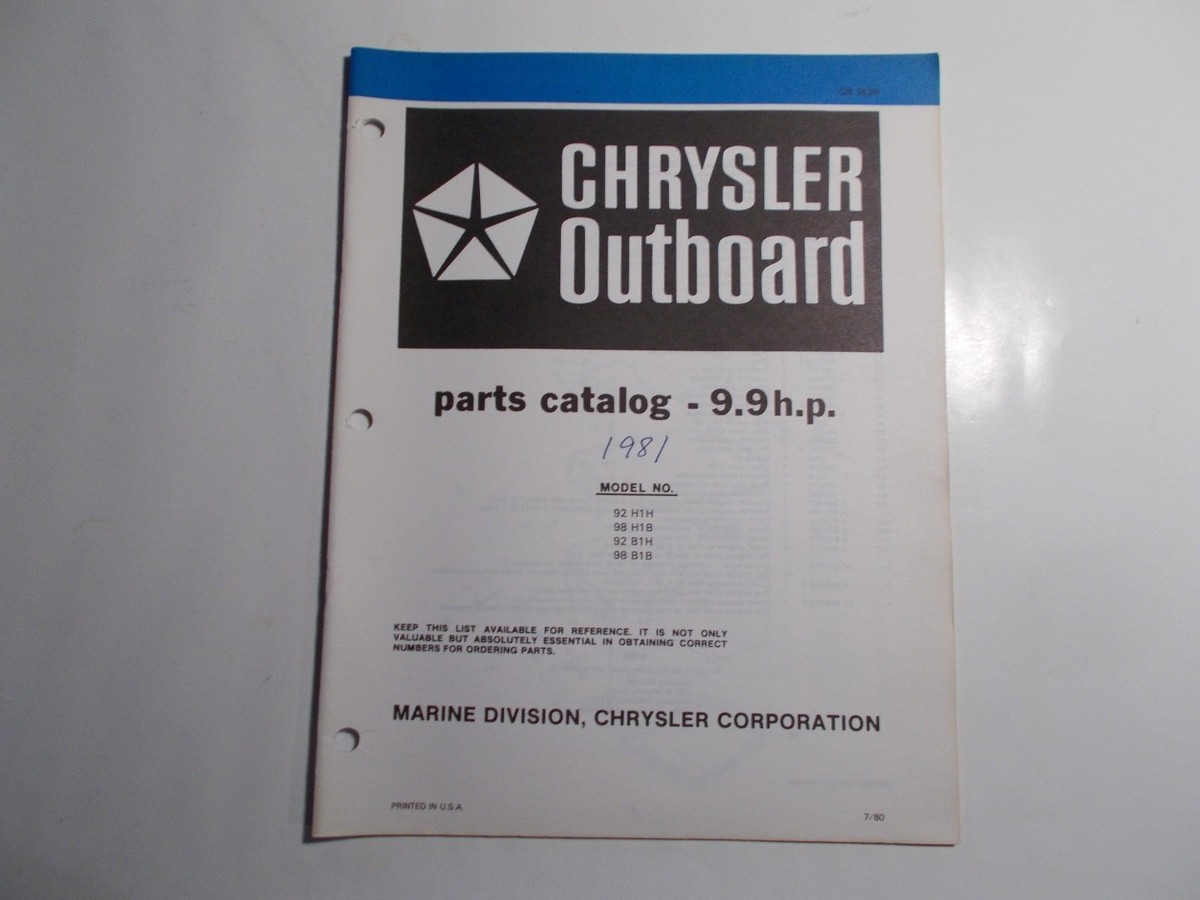 CHRYSLER
Outboard
parts catalog - 9.9h.p.
1981
MODEL NO.
92 H1H
98 H1B
92 B1H
98 B1B
KEEP THIS LIST AVAILABLE FOR REFERENCE. IT IS NOT ONLY
VALUABLE BUT ABSOLUTELY ESSENTIAL IN OBTAINING CORRECT
NUMBERS FOR ORDERING PARTS.
MARINE DIVISION, CHRYSLER CORPORATION
PRINTED IN U.S.A.
7/80